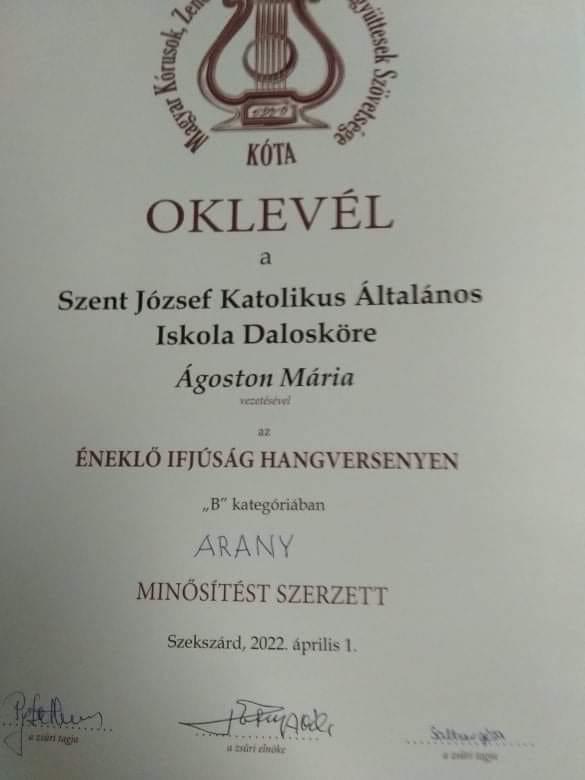 Magyar Kórusok, Zene
gyüttesek Szövetsége
KÓTA
OKLEVÉL
a
Szent József Katolikus Általános
Iskola Dalosköre
Ágoston Mária
vezetésével
az
ÉNEKLŐ IFJÚSÁG HANGVERSENYEN
„B” kategóriában
ARANY
MINŐSÍTÉST SZERZETT
Szekszárd, 2022. április 1.
a zsűri tagja
a zsűri elnöke
a zsűri tagja